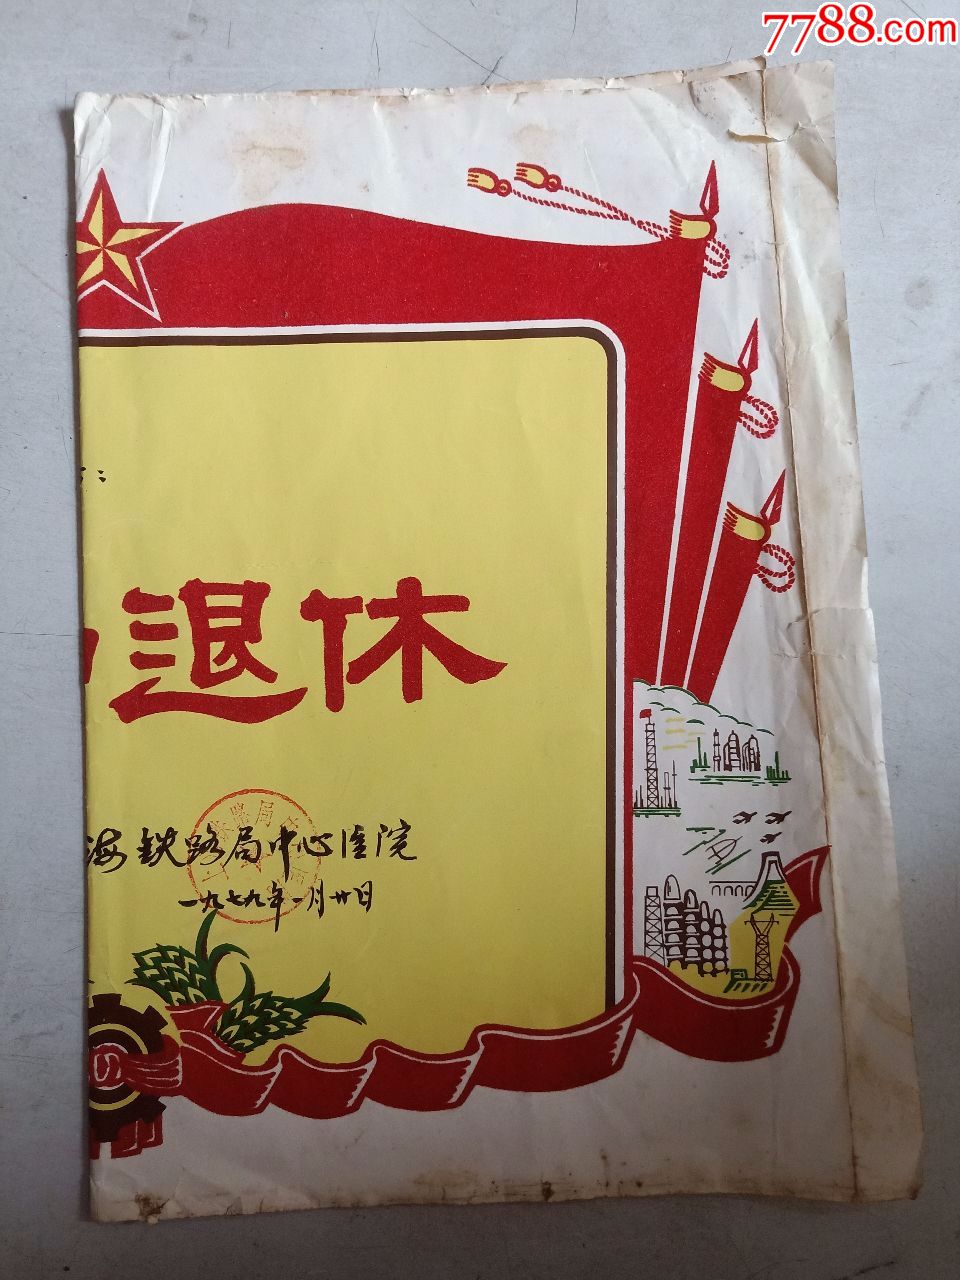 7788.com
退休
海铁路局中心医院
一九七九年一月廿日